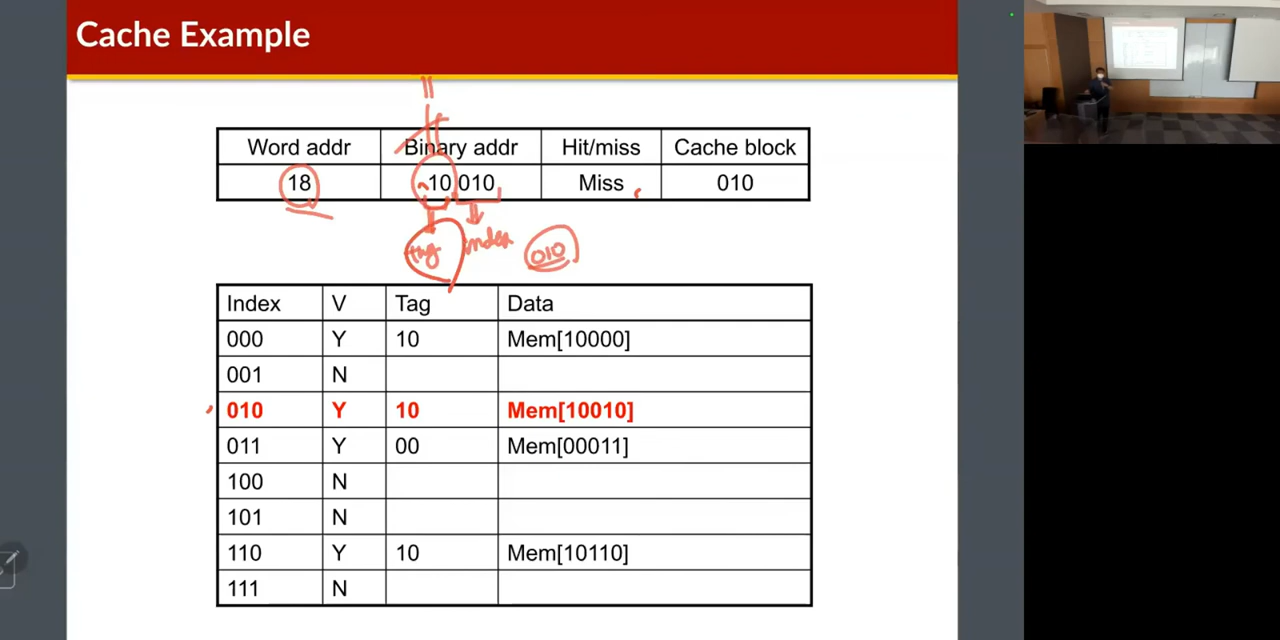 Cache Example
Word addr Binary addr Hit/miss Cache block
18 10 010 Miss 010
tag index 010
Index V Tag Data
000 Y 10 Mem[10000]
001 N
010 Y 10 Mem[10010]
011 Y 00 Mem[00011]
100 N
101 N
110 Y 10 Mem[10110]
111 N